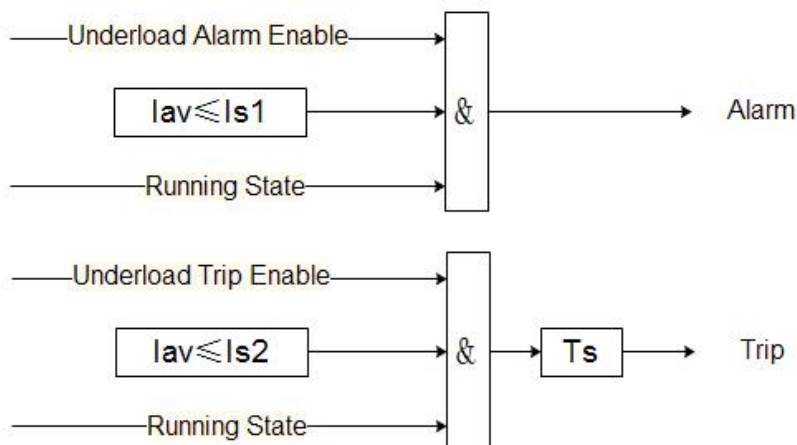 Underload Alarm Enable
Iav≤Is1
&
Alarm
Running State
Underload Trip Enable
Iav≤Is2
&
Ts
Trip
Running State